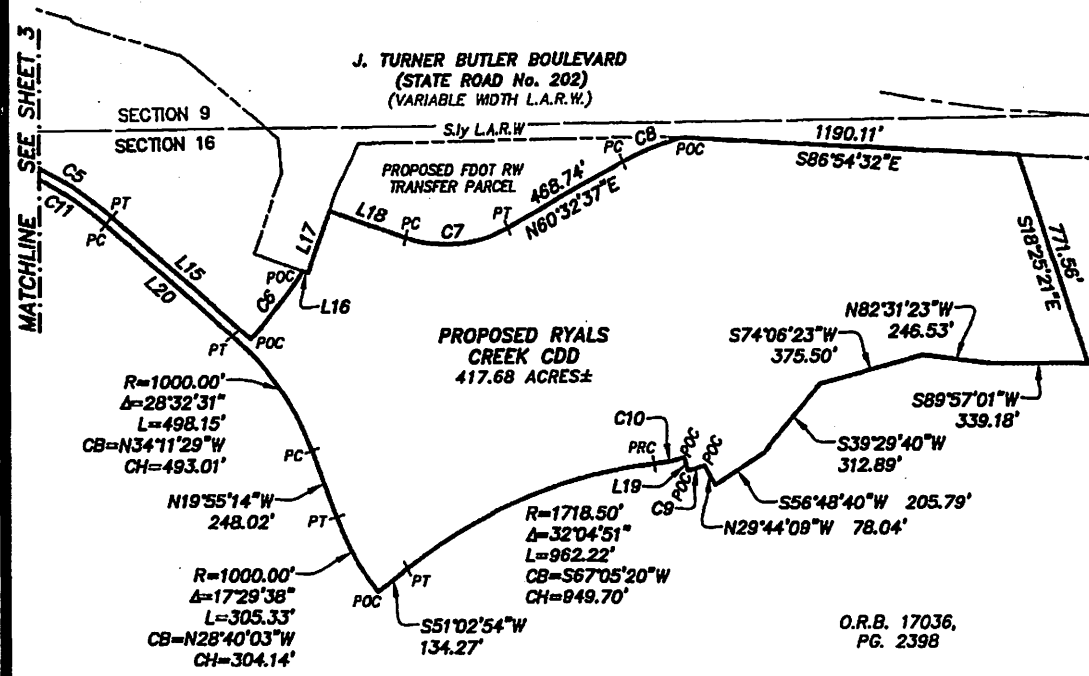 MATCHLINE SEE SHEET 3
J. TURNER BUTLER BOULEVARD
(STATE ROAD No. 202)
(VARIABLE WIDTH L.A.R.W.)
SECTION 9
SECTION 16
S.ly L.A.R.W
C8
PC
POC
1190.11'
S86°54'32"E
PROPOSED FDOT RW
TRANSFER PARCEL
468.74'
N60°32'37"E
C5
C11
PT
PC
L18
PC
C7
PT
L17
771.56'
S18°25'21"E
L15
L20
POC
C6
L16
PT
POC
PROPOSED RYALS
CREEK CDD
417.68 ACRES±
N82°31'23"W
246.53'
S74°06'23"W
375.50'
S89°57'01"W
339.18'
R=1000.00'
Δ=28°32'31"
L=498.15'
CB=N34°11'29"W
CH=493.01'
PC
C10
PRC
POC
POC
S39°29'40"W
312.89'
L19
POC
C9
S56°48'40"W 205.79'
N29°44'09"W 78.04'
N19°55'14"W
248.02'
PT
R=1718.50'
Δ=32°04'51"
L=962.22'
CB=S67°05'20"W
CH=949.70'
R=1000.00'
Δ=17°29'38"
L=305.33'
CB=N28°40'03"W
CH=304.14'
POC
PT
S51°02'54"W
134.27'
O.R.B. 17036,
PG. 2398